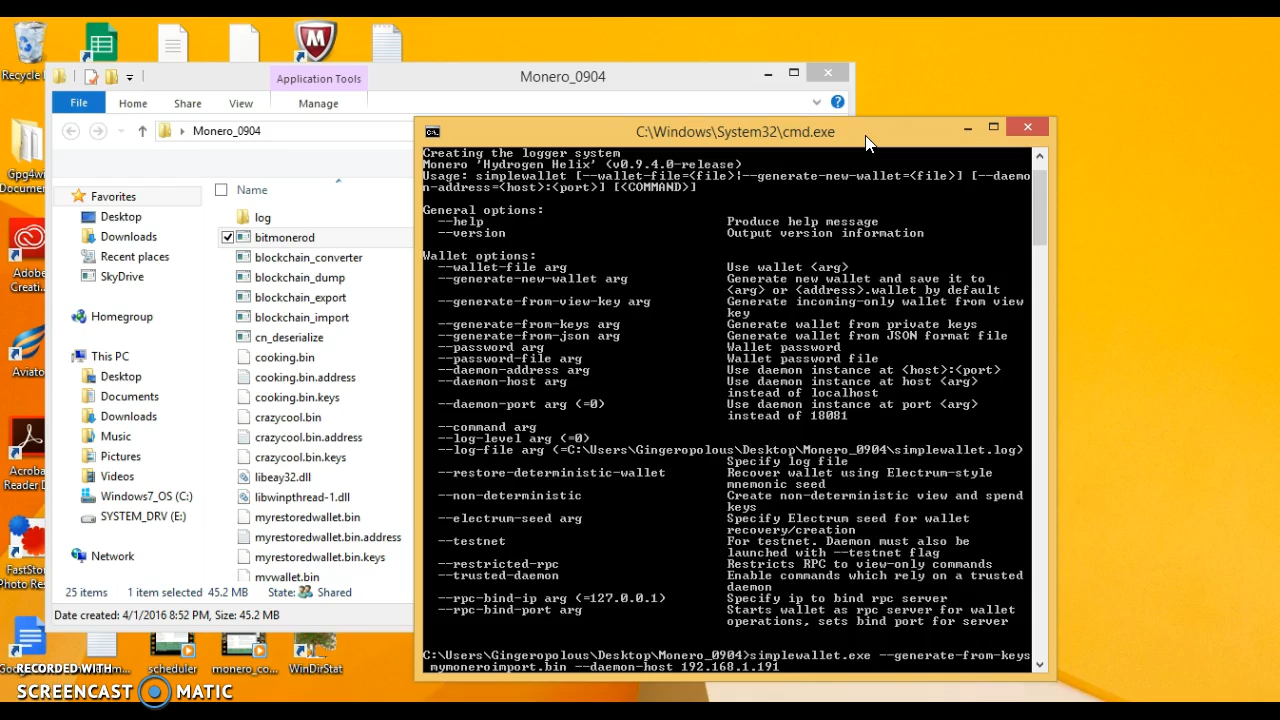 Recycle
Application Tools
Monero_0904
File
Home
Share
View
Manage
Monero_0904
Gpg4w
Docume
Favorites
Desktop
Downloads
Recent places
SkyDrive
Homegroup
This PC
Desktop
Documents
Downloads
Music
Pictures
Videos
Windows7_OS (C:)
SYSTEM_DRV (E:)
Network
Name
log
bitmonerod
blockchain_converter
blockchain_dump
blockchain_export
blockchain_import
cn_deserialize
cooking.bin
cooking.bin.address
cooking.bin.keys
crazycool.bin
crazycool.bin.address
crazycool.bin.keys
libeay32.dll
libwinpthread-1.dll
myrestoredwallet.bin
myrestoredwallet.bin.address
myrestoredwallet.bin.keys
mywallet.bin
25 items
1 item selected 45.2 MB
State:
Shared
Date created: 4/1/2016 8:52 PM, Size: 45.2 MB
Adobe
Creati
Aviato
Acroba
Reader D
FastSto
Photo Res
C:\Windows\System32\cmd.exe
Creating the logger system
Monero 'Hydrogen Helix' (v0.9.4.0-release)
Usage: simplewallet [--wallet-file=<file>|--generate-new-wallet=<file>] [--daemo
n-address=<host>:<port>] [<COMMAND>]
General options:
--help Produce help message
--version Output version information
Wallet options:
--wallet-file arg Use wallet <arg>
--generate-new-wallet arg Generate new wallet and save it to
<arg> or <address>.wallet by default
--generate-from-view-key arg Generate incoming-only wallet from view
key
--generate-from-keys arg Generate wallet from private keys
--generate-from-json arg Generate wallet from JSON format file
--password arg Wallet password
--password-file arg Wallet password file
--daemon-address arg Use daemon instance at <host>:<port>
--daemon-host arg Use daemon instance at host <arg>
instead of localhost
--daemon-port arg (=0) Use daemon instance at port <arg>
instead of 18081
--command arg
--log-level arg (=0)
--log-file arg (=C:\Users\Gingeropolous\Desktop\Monero_0904\simplewallet.log)
Specify log file
--restore-deterministic-wallet Recover wallet using Electrum-style
mnemonic seed
--non-deterministic Create non-deterministic view and spend
keys
--electrum-seed arg Specify Electrum seed for wallet
recovery/creation
--testnet For testnet. Daemon must also be
launched with --testnet flag
--restricted-rpc Restricts RPC to view-only commands
--trusted-daemon Enable commands which rely on a trusted
daemon
--rpc-bind-ip arg (=127.0.0.1) Specify ip to bind rpc server
--rpc-bind-port arg Starts wallet as rpc server for wallet
operations, sets bind port for server
C:\Users\Gingeropolous\Desktop\Monero_0904>simplewallet.exe --generate-from-keys
mymoneroimport.bin --daemon-host 192.168.1.191
scheduler
monero_co...
WinDirStat
RECORDED WITH
SCREENCAST MATIC